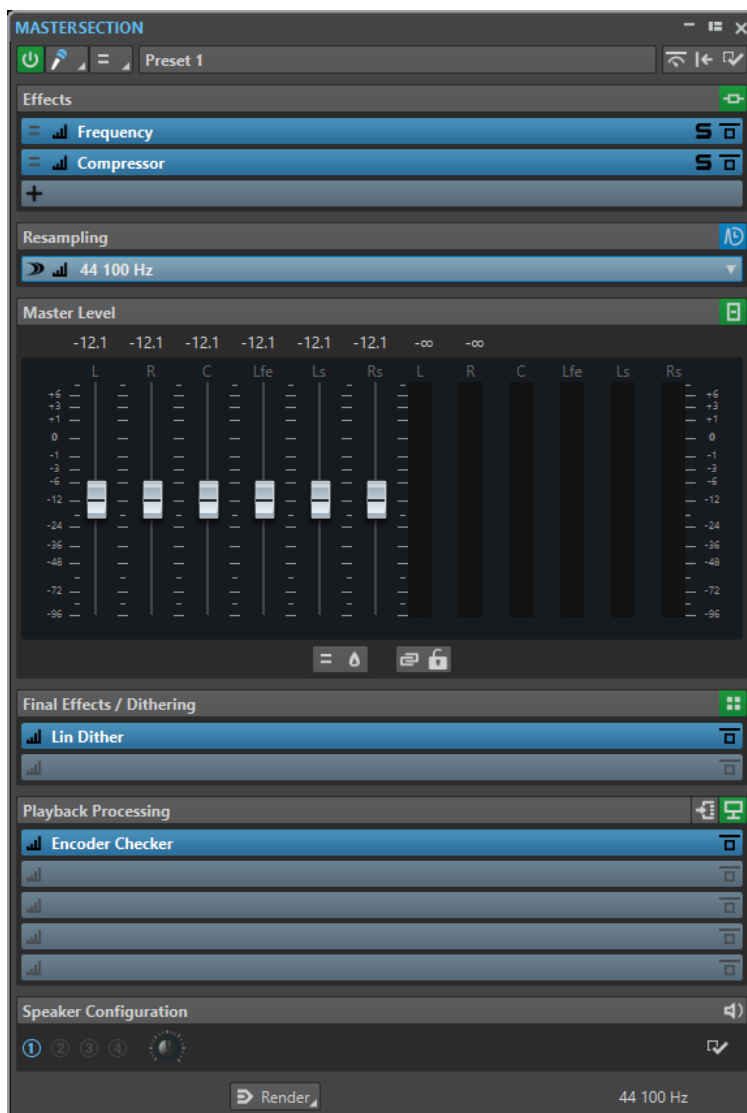 MASTERSECTION
Preset 1
Effects
Frequency S
Compressor S
+
Resampling
44 100 Hz
Master Level
-12.1 -12.1 -12.1 -12.1 -12.1 -12.1 -∞ -∞
L R C Lfe Ls Rs L R C Lfe Ls Rs
+6 +6
+3 +3
+1 +1
0 0
-1 -1
-3 -3
-6 -6
-12 -12
-24 -24
-36 -36
-48 -48
-72 -72
-96 -96
Final Effects / Dithering
Lin Dither
Playback Processing
Encoder Checker
Speaker Configuration
1 2 3 4
Render 44 100 Hz